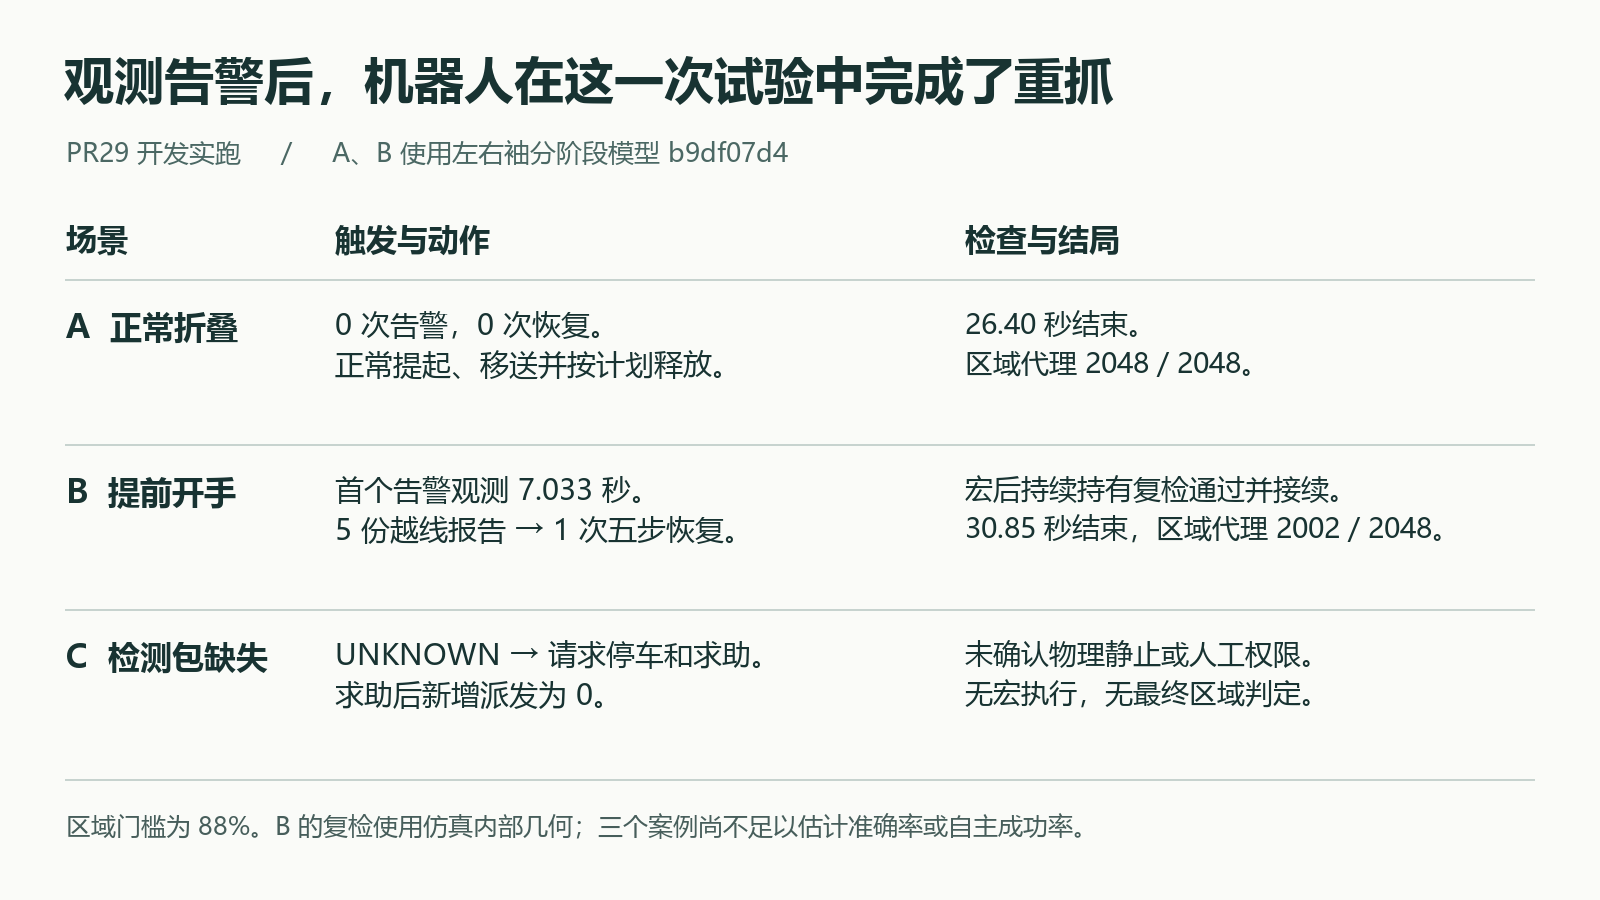 观测告警后，机器人在这一次试验中完成了重抓
PR29 开发实跑 / A、B 使用左右袖分阶段模型 b9df07d4
场景 触发与动作 检查与结局
A 正常折叠
0 次告警，0 次恢复。
正常提起、移送并按计划释放。
26.40 秒结束。
区域代理 2048 / 2048。
B 提前开手
首个告警观测 7.033 秒。
5 份越线报告 → 1 次五步恢复。
宏后持续持有复检通过并接续。
30.85 秒结束，区域代理 2002 / 2048。
C 检测包缺失
UNKNOWN → 请求停车和求助。
求助后新增派发为 0。
未确认物理静止或人工权限。
无宏执行，无最终区域判定。
区域门槛为 88%。B 的复检使用仿真内部几何；三个案例尚不足以估计准确率或自主成功率。